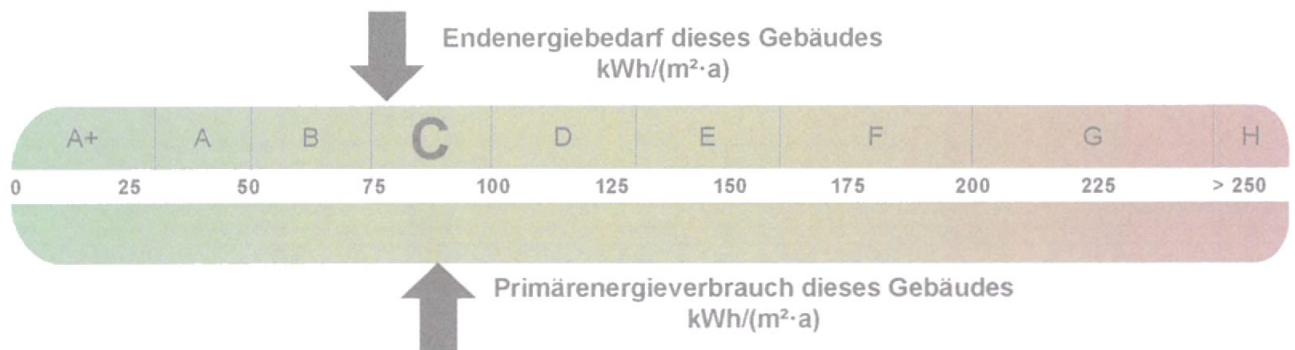 Endenergiebedarf dieses Gebäudes
kWh/(m²·a)
A+ A B C D E F G H
0 25 50 75 100 125 150 175 200 225 > 250
Primärenergieverbrauch dieses Gebäudes
kWh/(m²·a)